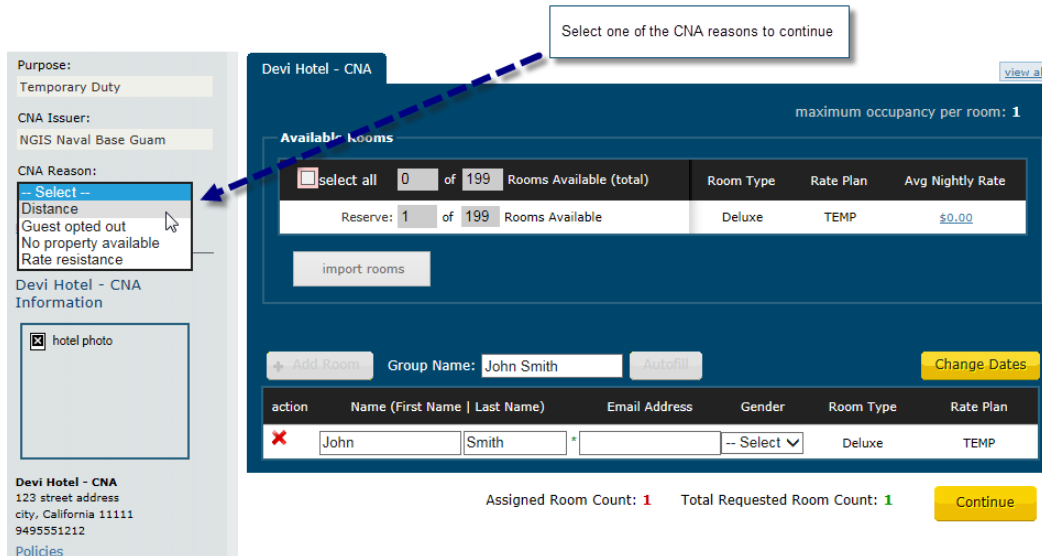 Select one of the CNA reasons to continue
Purpose:
Temporary Duty
CNA Issuer:
NGIS Naval Base Guam
CNA Reason:
-- Select --
Distance
Guest opted out
No property available
Rate resistance
Devi Hotel - CNA
Information
hotel photo
Devi Hotel - CNA
123 street address
city, California 11111
9495551212
Policies
Devi Hotel - CNA
view al
maximum occupancy per room: 1
Available Rooms
select all 0 of 199 Rooms Available (total) Room Type Rate Plan Avg Nightly Rate
Reserve: 1 of 199 Rooms Available Deluxe TEMP $0.00
import rooms
+ Add Room Group Name: John Smith Autofill Change Dates
action Name (First Name | Last Name) Email Address Gender Room Type Rate Plan
John Smith * -- Select Deluxe TEMP
Assigned Room Count: 1 Total Requested Room Count: 1 Continue